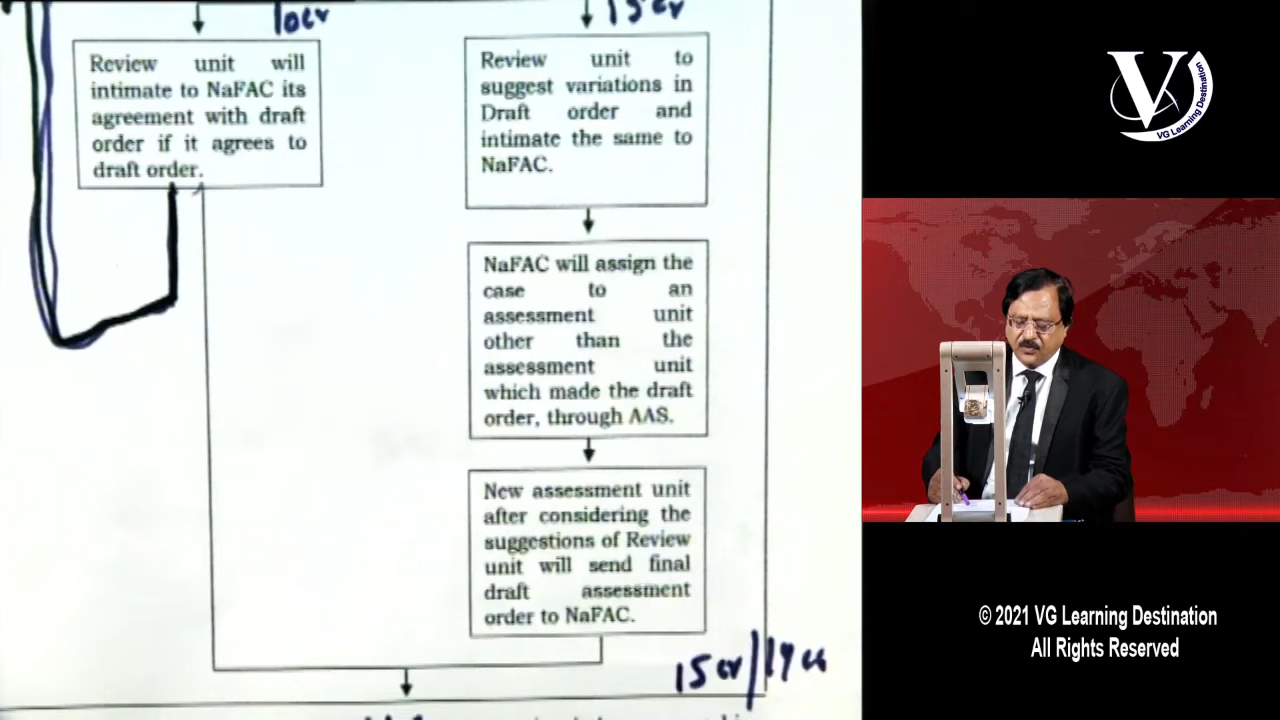 10cr
Review unit will
intimate to NaFAC its
agreement with draft
order if it agrees to
draft order.
15cr
Review unit to
suggest variations in
Draft order and
intimate the same to
NaFAC.
NaFAC will assign the
case to an
assessment unit
other than the
assessment unit
which made the draft
order, through AAS.
New assessment unit
after considering the
suggestions of Review
unit will send final
draft assessment
order to NaFAC.
15cr/14cr
V
VG Learning Destination
© 2021 VG Learning Destination
All Rights Reserved